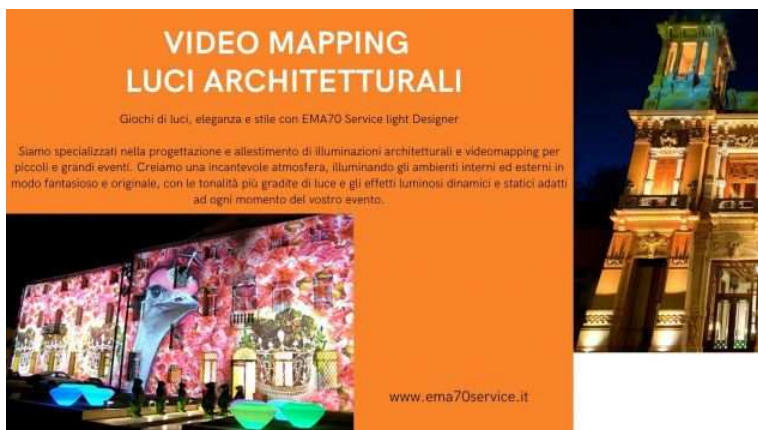 VIDEO MAPPING
LUCI ARCHITETTURALI
Giochi di luci, eleganza e stile con EMA70 Service light Designer
Siamo specializzati nella progettazione e allestimento di illuminazioni architetturali e videomapping per
piccoli e grandi eventi. Creiamo una incantevole atmosfera, illuminando gli ambienti interni ed esterni in
modo fantasioso e originale, con le tonalità più gradite di luce e gli effetti luminosi dinamici e statici adatti
ad ogni momento del vostro evento.
www.ema70service.it